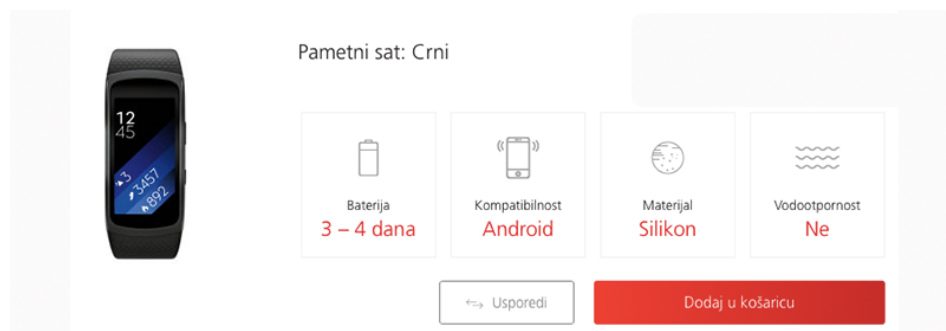 Pametni sat: Crni
12
45
3
3457
892
Baterija
3 – 4 dana
Kompatibilnost
Android
Materijal
Silikon
Vodootpornost
Ne
Usporedi
Dodaj u košaricu